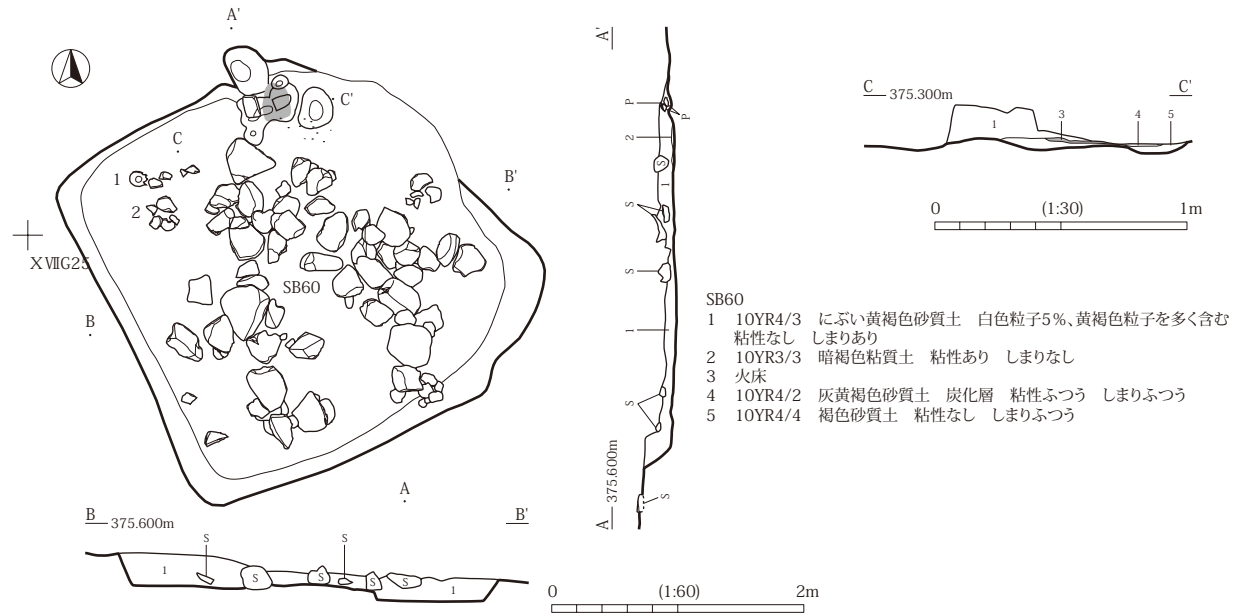 A'
C'
C
1
2
B'
XⅦG25
SB60
B
A
B 375.600m B'
S S
1 S S S S 1
0 (1:60) 2m
A'
P
P
2
S
1
S
S
1
S
S
A 375.600m
C 375.300m C'
1 3 4 5
0 (1:30) 1m
SB60
1 10YR4/3 にぶい黄褐色砂質土 白色粒子5%、黄褐色粒子を多く含む
粘性なし しまりあり
2 10YR3/3 暗褐色粘質土 粘性あり しまりなし
3 火床
4 10YR4/2 灰黄褐色砂質土 炭化層 粘性ふつう しまりふつう
5 10YR4/4 褐色砂質土 粘性なし しまりふつう